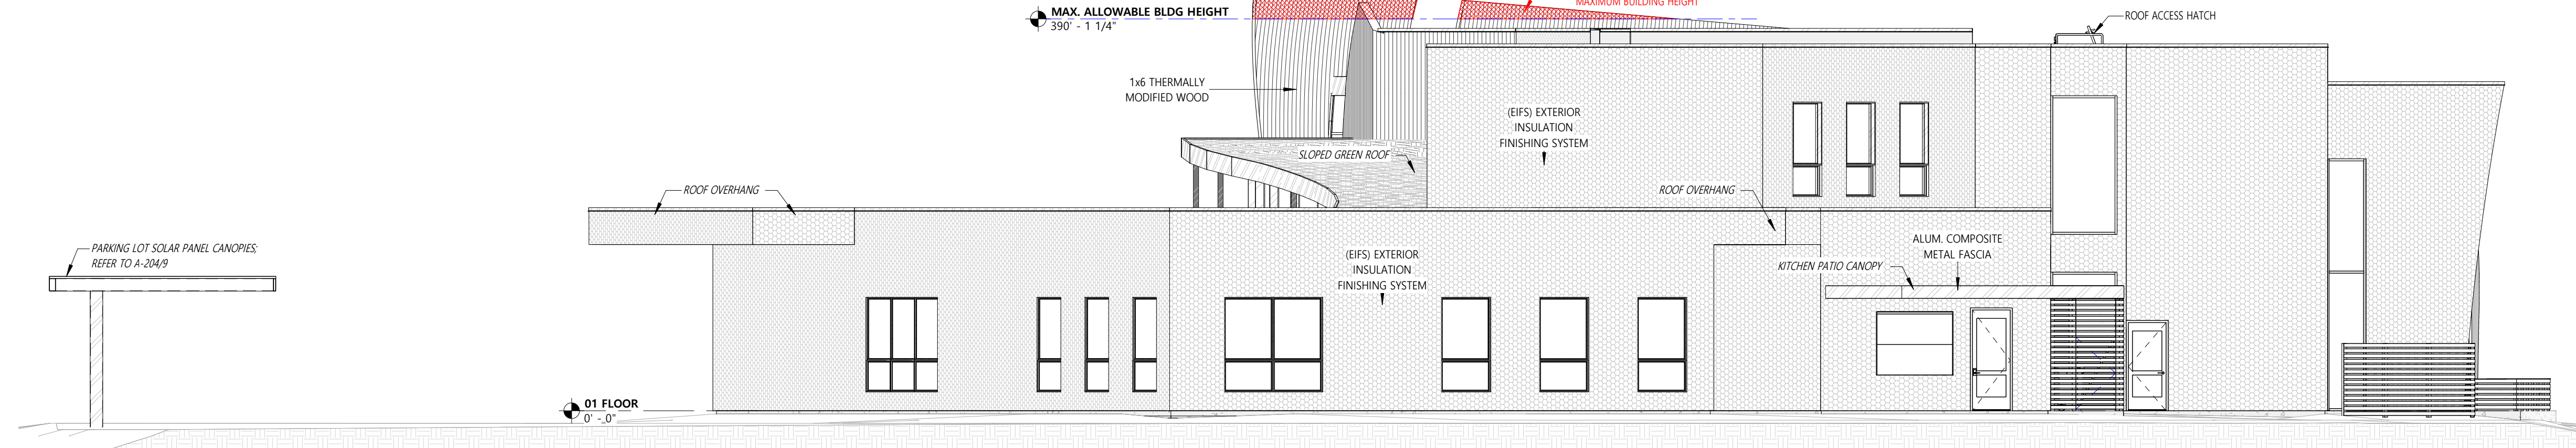 MAXIMUM BUILDING HEIGHT
MAX. ALLOWABLE BLDG HEIGHT
390' - 1 1/4"
ROOF ACCESS HATCH
1x6 THERMALLY
MODIFIED WOOD
(EIFS) EXTERIOR
INSULATION
FINISHING SYSTEM
SLOPED GREEN ROOF
ROOF OVERHANG
ROOF OVERHANG
PARKING LOT SOLAR PANEL CANOPIES;
REFER TO A-204/9
(EIFS) EXTERIOR
INSULATION
FINISHING SYSTEM
ALUM. COMPOSITE
METAL FASCIA
KITCHEN PATIO CANOPY
01 FLOOR
0' - 0"